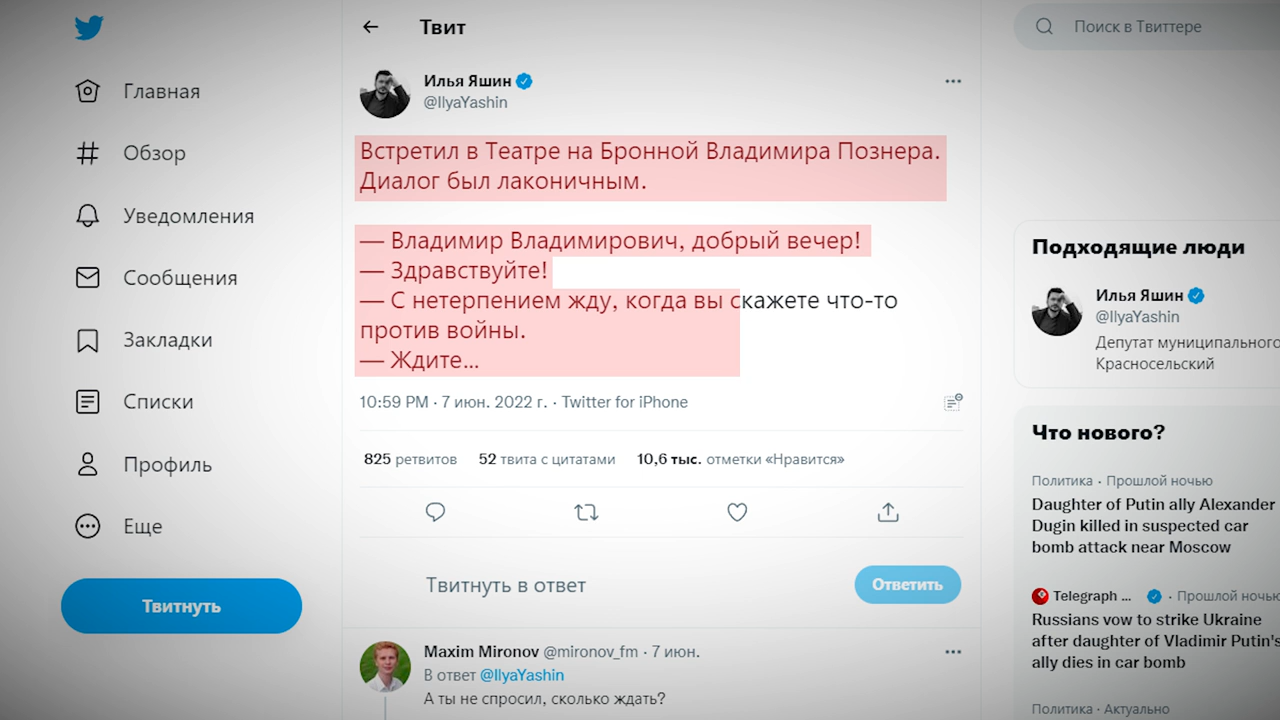 Твит
Поиск в Твиттере
Главная
Обзор
Уведомления
Сообщения
Закладки
Списки
Профиль
Еще
Твитнуть
Илья Яшин
@IlyaYashin
Встретил в Театре на Бронной Владимира Познера.
Диалог был лаконичным.
— Владимир Владимирович, добрый вечер!
— Здравствуйте!
— С нетерпением жду, когда вы скажете что-то
против войны.
— Ждите...
10:59 PM · 7 июн. 2022 г. · Twitter for iPhone
825 ретвитов 52 твита с цитатами 10,6 тыс. отметки «Нравится»
Твитнуть в ответ
Ответить
Maxim Mironov @mironov_fm · 7 июн.
В ответ @IlyaYashin
А ты не спросил, сколько ждать?
Подходящие люди
Илья Яшин
@IlyaYashin
Депутат муниципального
Красносельский
Что нового?
Политика · Прошлой ночью
Daughter of Putin ally Alexander
Dugin killed in suspected car
bomb attack near Moscow
Telegraph ... · Прошлой ночью
Russians vow to strike Ukraine
after daughter of Vladimir Putin's
ally dies in car bomb
Политика · Актуально